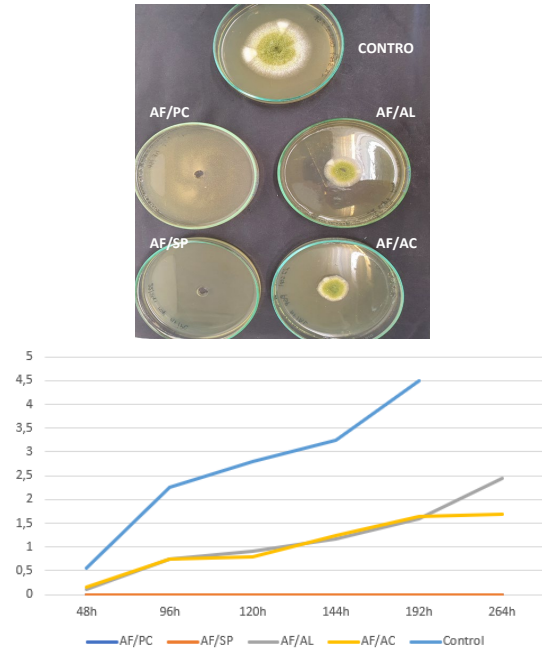 CONTRO
AF/PC
AF/AL
AF/SP
AF/AC
5
4,5
4
3,5
3
2,5
2
1,5
1
0,5
0
48h 96h 120h 144h 192h 264h
AF/PC AF/SP AF/AL AF/AC Control